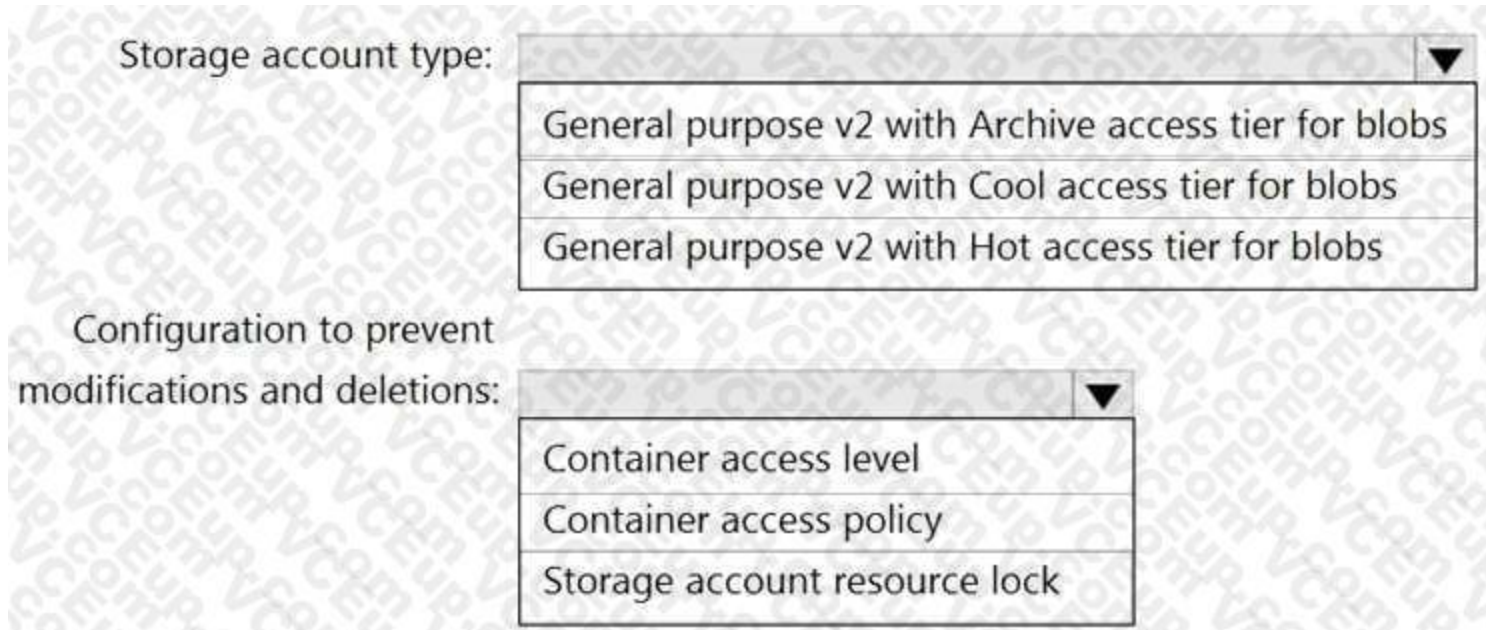 Storage account type:
General purpose v2 with Archive access tier for blobs
General purpose v2 with Cool access tier for blobs
General purpose v2 with Hot access tier for blobs
Configuration to prevent
modifications and deletions:
Container access level
Container access policy
Storage account resource lock